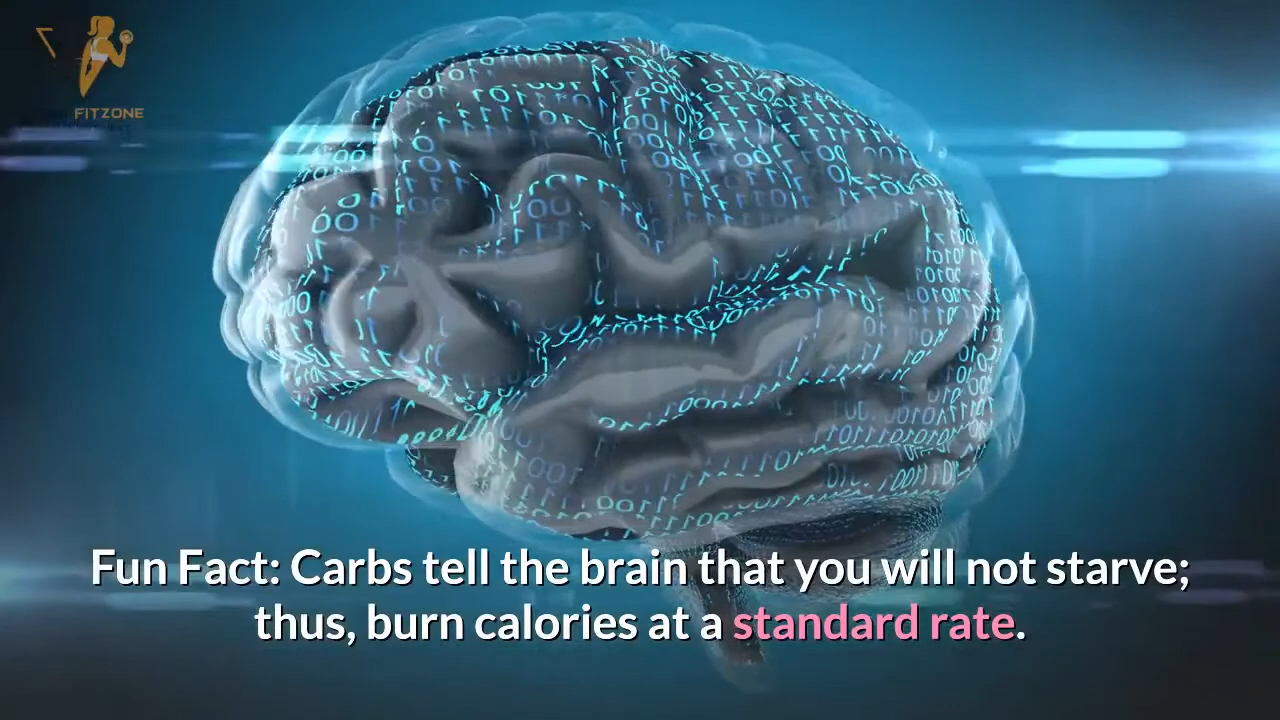 FITZONE
Fun Fact: Carbs tell the brain that you will not starve;
thus, burn calories at a standard rate.